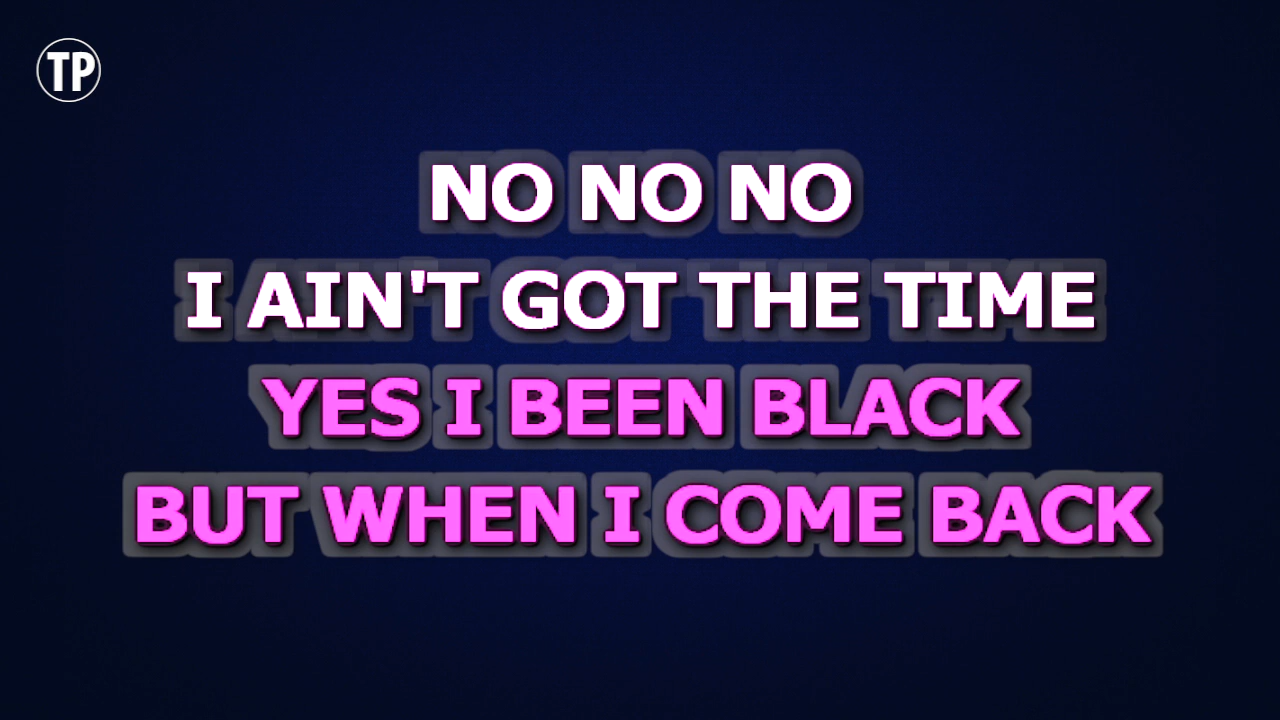 TP
NO NO NO
I AIN'T GOT THE TIME
YES I BEEN BLACK
BUT WHEN I COME BACK